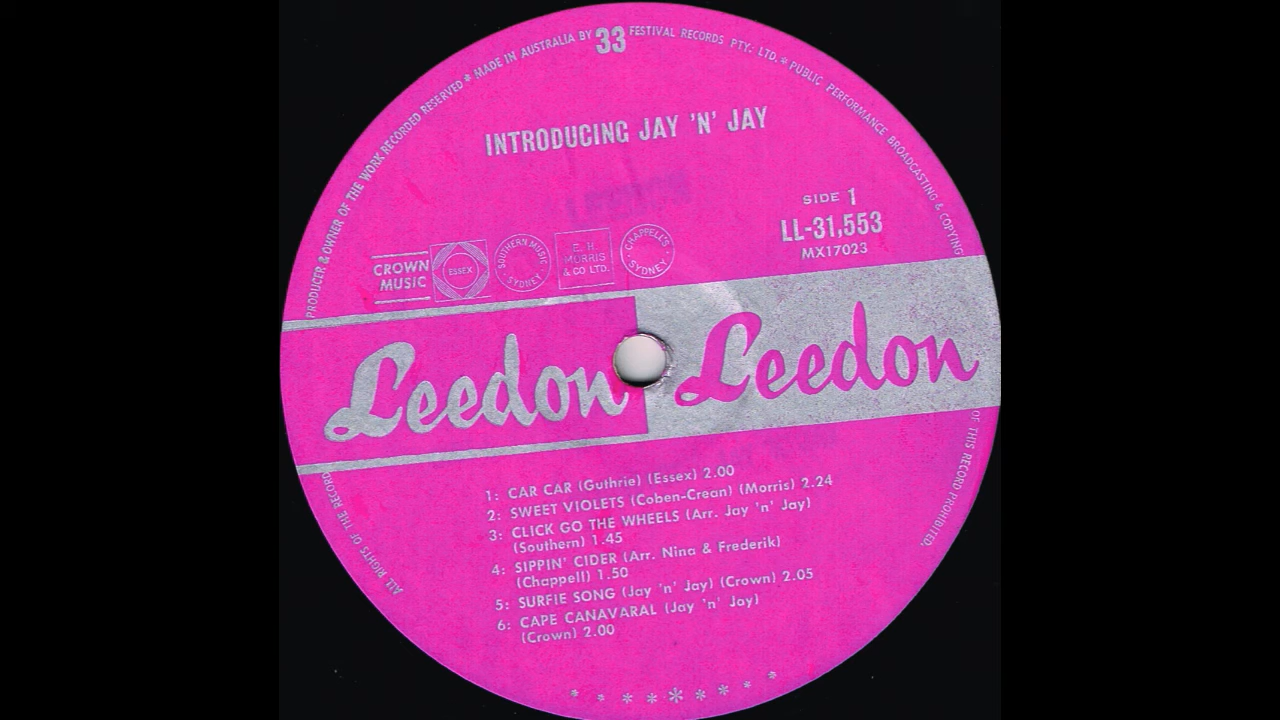 PRODUCER & OWNER OF THE WORK RECORDED RESERVED * MADE IN AUSTRALIA BY 33 FESTIVAL RECORDS PTY. LTD. * PUBLIC PERFORMANCE BROADCASTING & COPYING
INTRODUCING JAY 'N' JAY
SIDE 1
LL-31,553
MX17023
CROWN
MUSIC
ESSEX
SOUTHERN MUSIC
SYDNEY
E. H.
MORRIS
& CO LTD.
CHAPPELL'S
SYDNEY
Leedon Leedon
ALL RIGHTS OF THE RECORD
OF THIS RECORD PROHIBITED.
1: CAR CAR (Guthrie) (Essex) 2.00
2: SWEET VIOLETS (Coben-Crean) (Morris) 2.24
3: CLICK GO THE WHEELS (Arr. Jay 'n' Jay)
(Southern) 1.45
4: SIPPIN' CIDER (Arr. Nina & Frederik)
(Chappell) 1.50
5: SURFIE SONG (Jay 'n' Jay) (Crown) 2.05
6: CAPE CANAVARAL (Jay 'n' Jay)
(Crown) 2.00